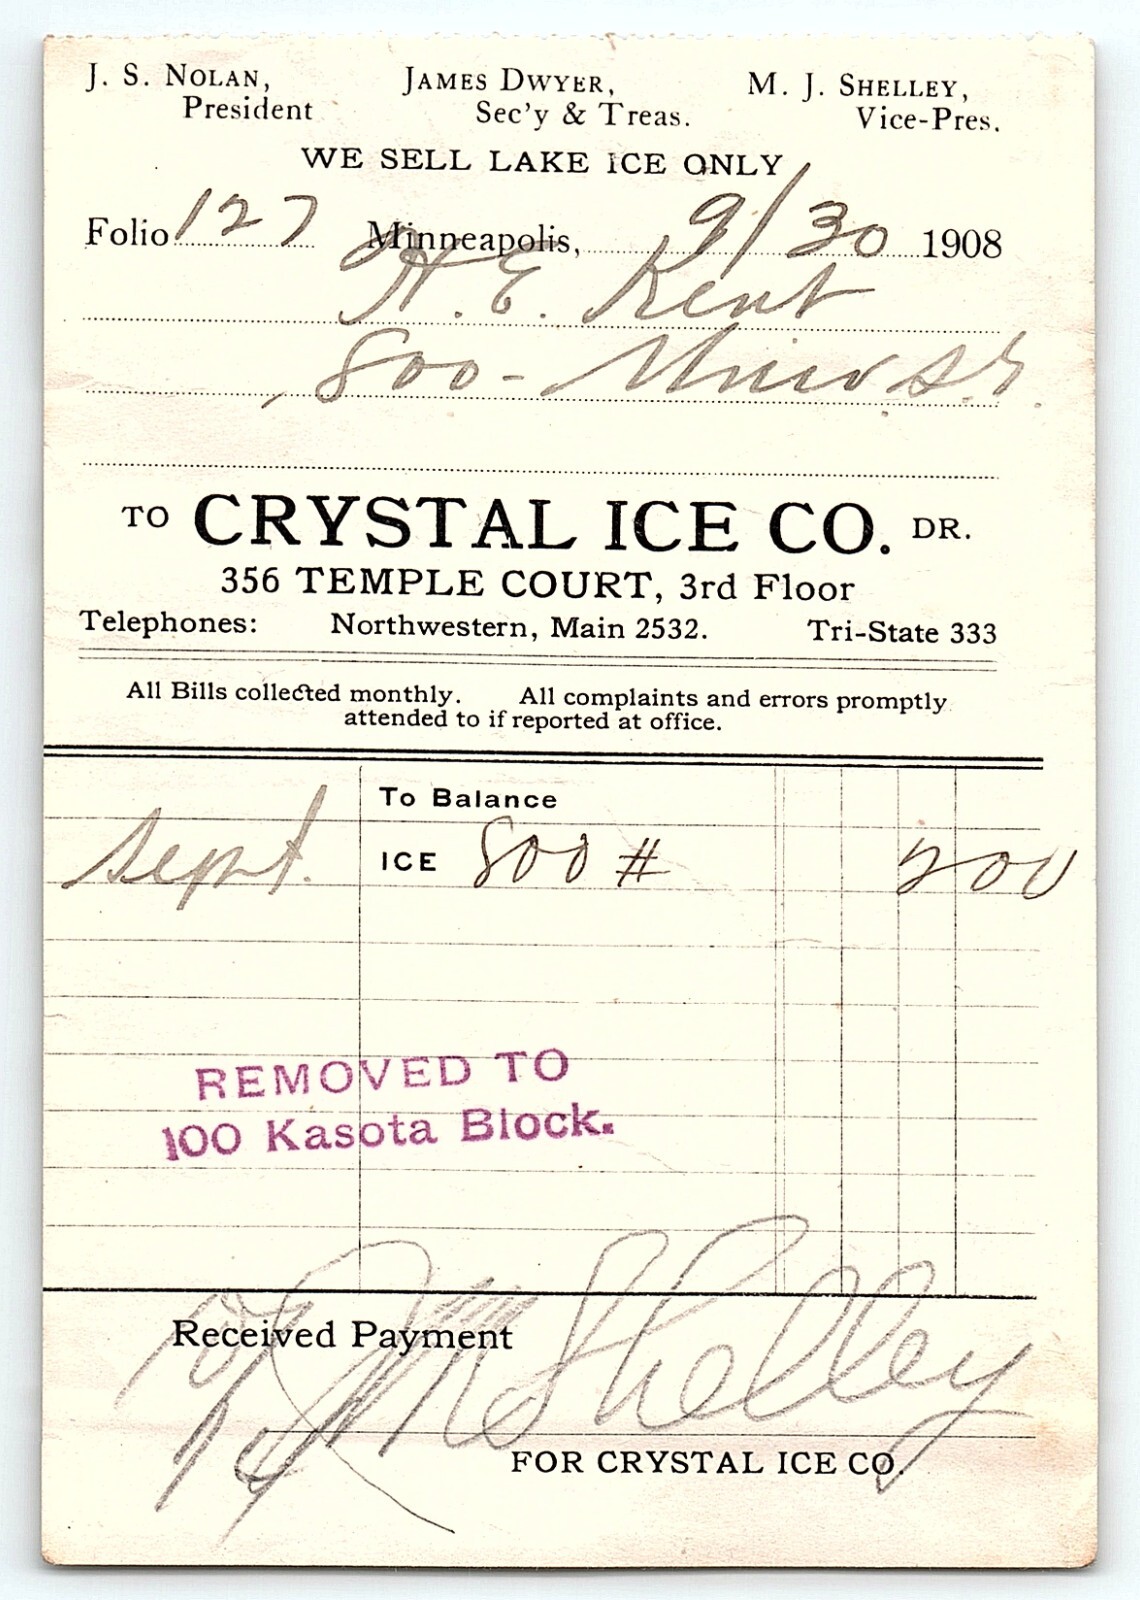 J. S. NOLAN, JAMES DWYER, M. J. SHELLEY,
President Sec'y & Treas. Vice-Pres.
WE SELL LAKE ICE ONLY
Folio 127 Minneapolis, 9/30 1908
H. E. Kent
800-
TO CRYSTAL ICE CO. DR.
356 TEMPLE COURT, 3rd Floor
Telephones: Northwestern, Main 2532. Tri-State 333
All Bills collected monthly. All complaints and errors promptly
attended to if reported at office.
To Balance
Sept. ICE 800 # 200
REMOVED TO
100 Kasota Block.
Received Payment
Shelley
FOR CRYSTAL ICE CO.